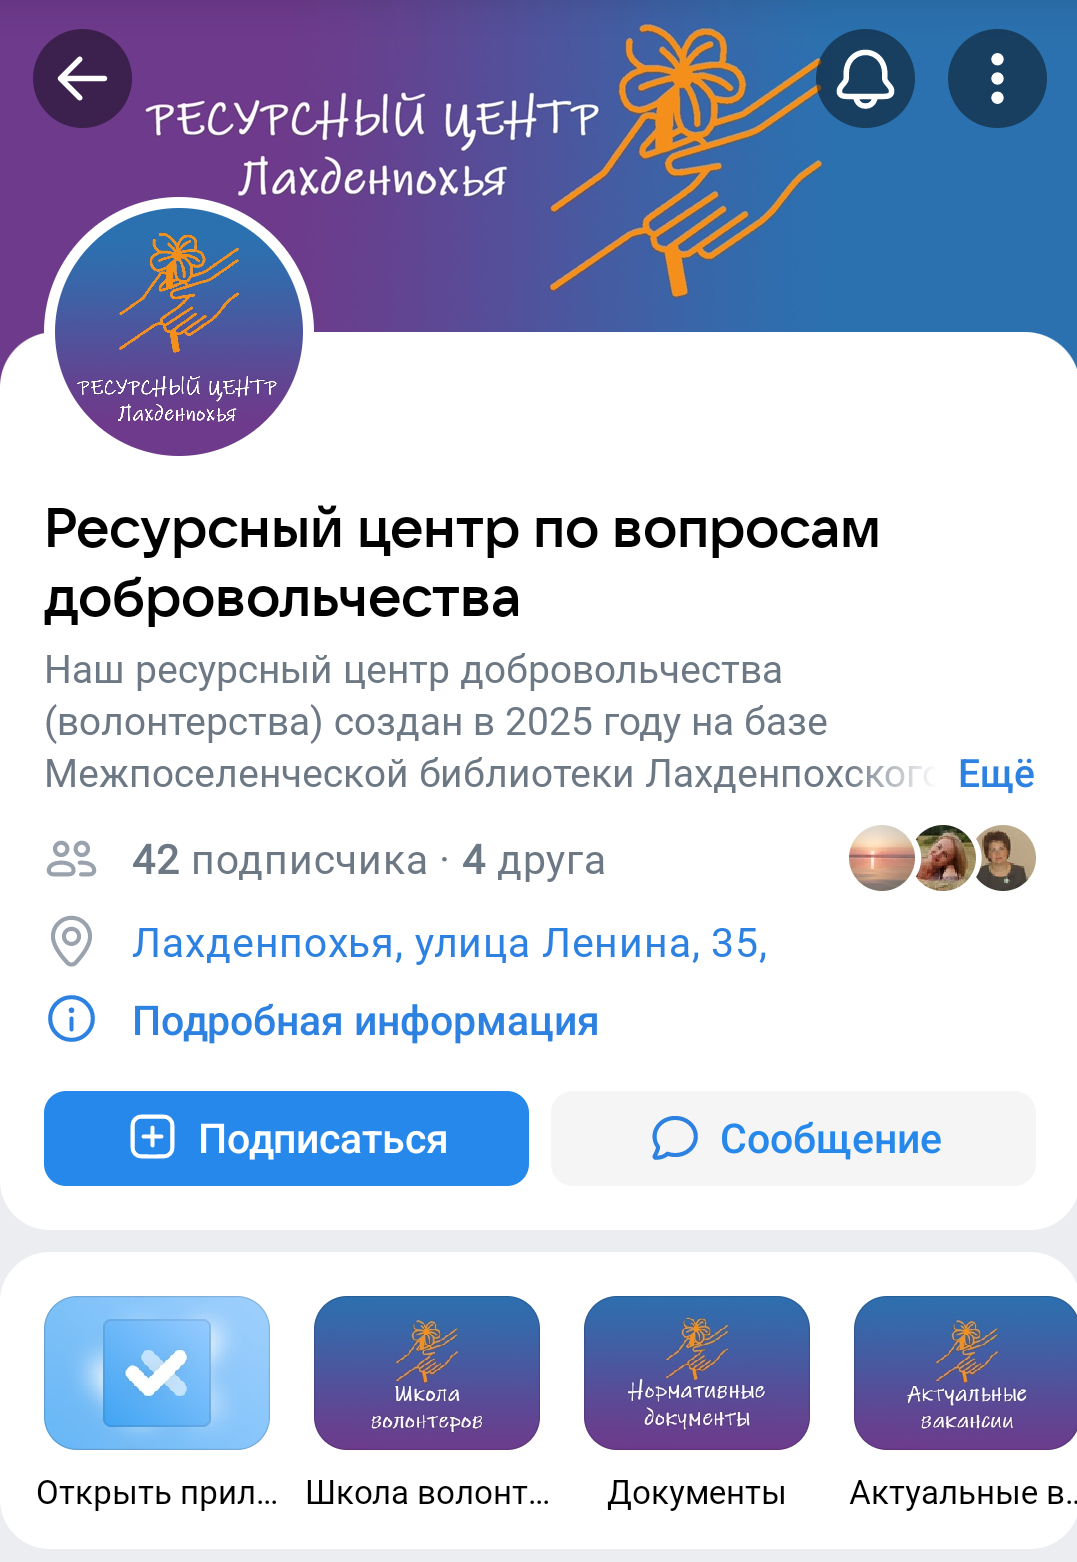 РЕСУРСНЫЙ ЦЕНТР
Лахденпохья
РЕСУРСНЫЙ ЦЕНТР
Лахденпохья
Ресурсный центр по вопросам
добровольчества
Наш ресурсный центр добровольчества
(волонтерства) создан в 2025 году на базе
Межпоселенческой библиотеки Лахденпохского Ещё
42 подписчика · 4 друга
Лахденпохья, улица Ленина, 35,
Подробная информация
Подписаться
Сообщение
Школа
волонтеров
Нормативные
документы
Актуальные
вакансии
Открыть прил...
Школа волонт...
Документы
Актуальные в...